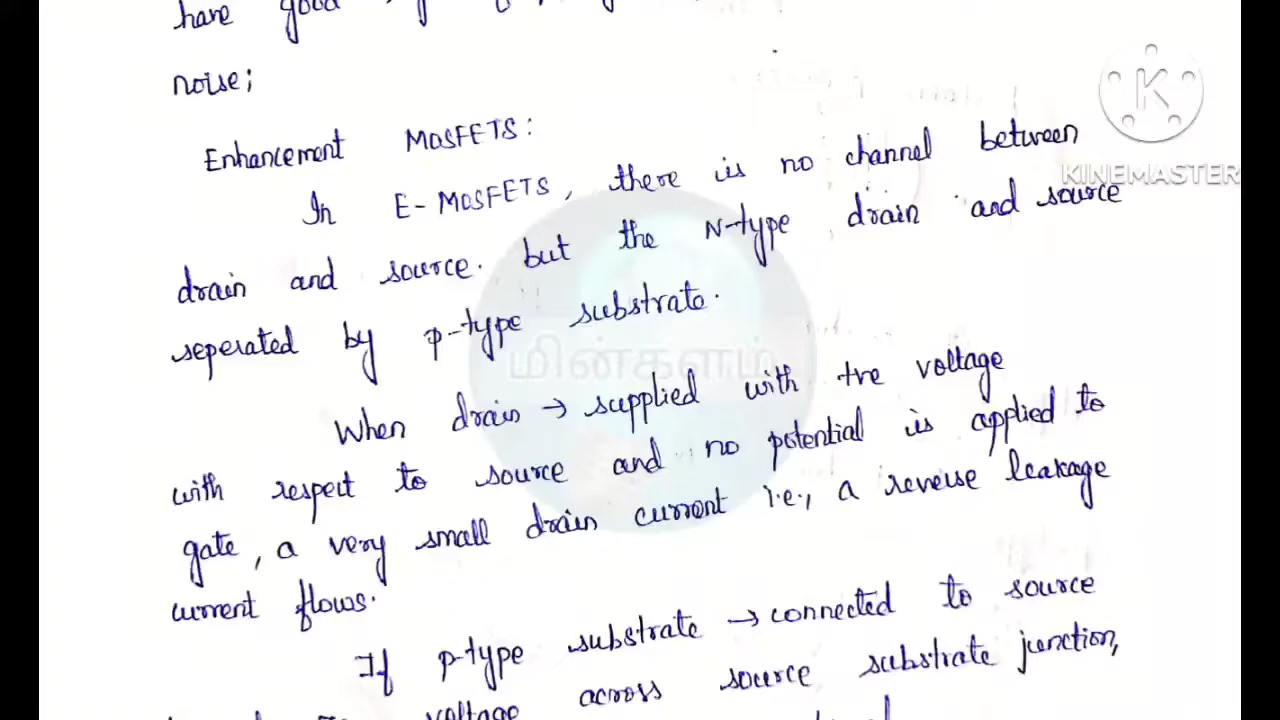 have good
noise;
Enhancement MOSFETS:
In E-MOSFETS, there is no channel between
drain and source. but the N-type drain and source
seperated by p-type substrate.
When drain → supplied with +ve voltage
with respect to source and no potential is applied to
gate, a very small drain current i.e., a reverse leakage
current flows.
If p-type substrate → connected to source
voltage across source substrate junction,
KINEMASTER
மின்களம்